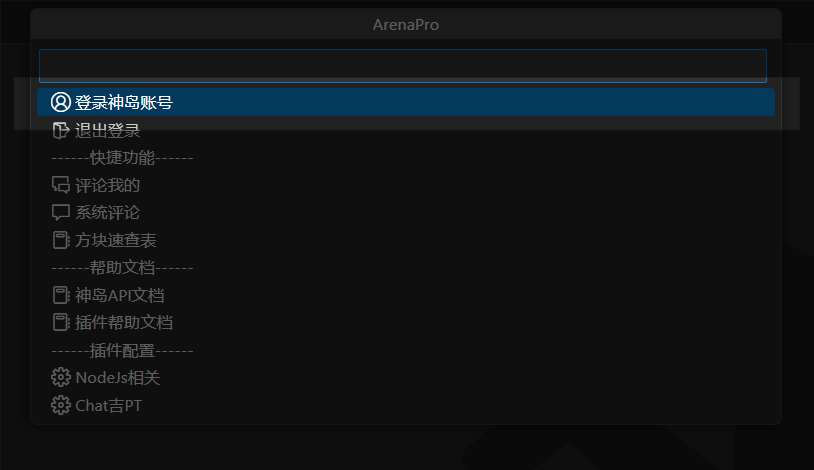 ArenaPro
登录神岛账号
退出登录
------快捷功能------
评论我的
系统评论
方块速查表
------帮助文档------
神岛API文档
插件帮助文档
------插件配置------
NodeJs相关
Chat吉PT